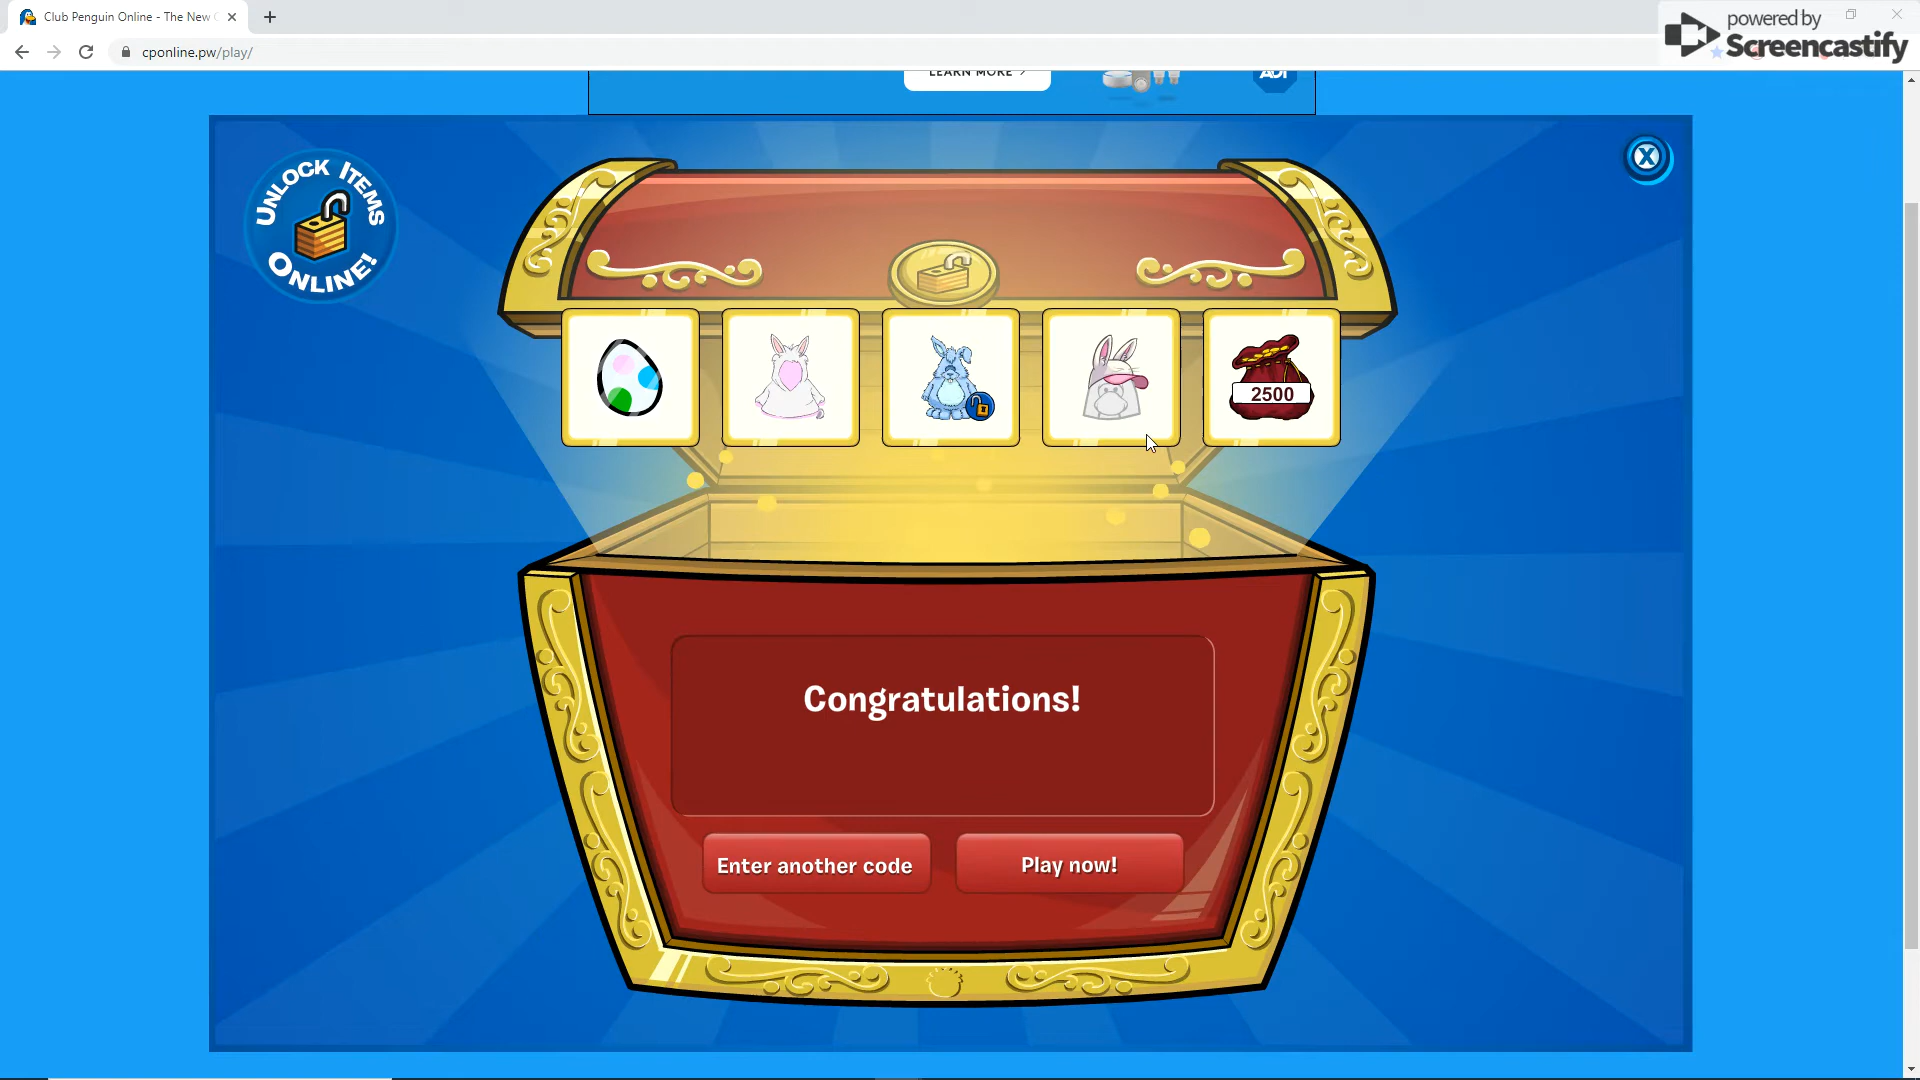 Club Penguin Online - The New
powered by
Screencastify
cponline.pw/play/
LEARN MORE >
ADT
UNLOCK ITEMS
ONLINE!
X
2500
Congratulations!
Enter another code
Play now!